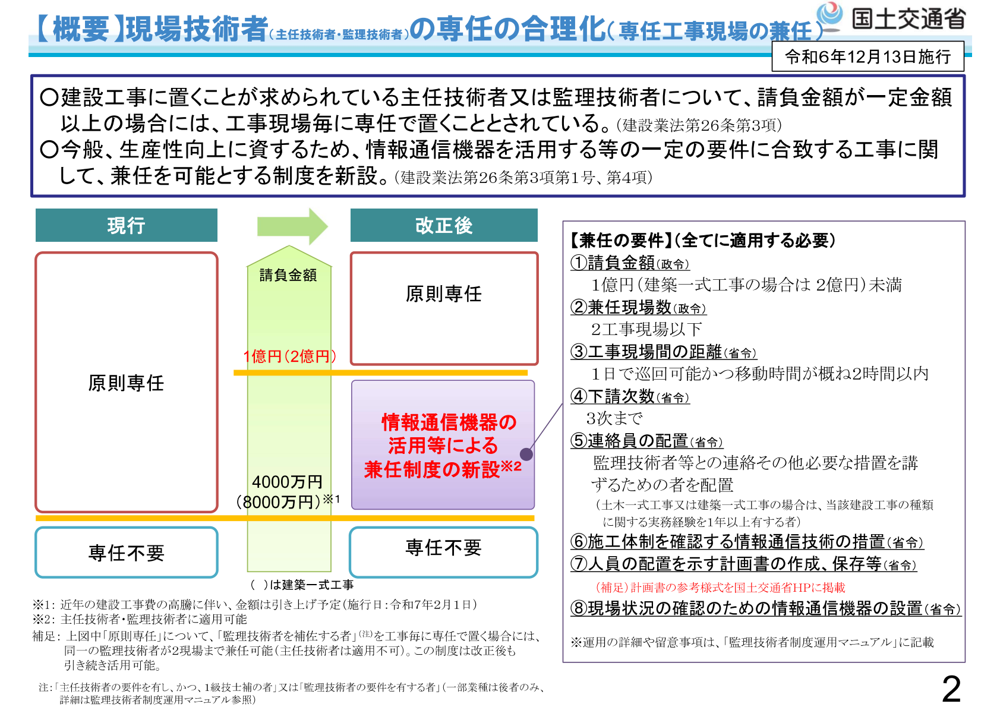 【概要】現場技術者(主任技術者・監理技術者)の専任の合理化(専任工事現場の兼任)
国土交通省
令和6年12月13日施行
〇建設工事に置くことが求められている主任技術者又は監理技術者について、請負金額が一定金額
以上の場合には、工事現場毎に専任で置くこととされている。(建設業法第26条第3項)
〇今般、生産性向上に資するため、情報通信機器を活用する等の一定の要件に合致する工事に関
して、兼任を可能とする制度を新設。(建設業法第26条第3項第1号、第4項)
現行
改正後
請負金額
原則専任
1億円(2億円)
原則専任
情報通信機器の
活用等による
兼任制度の新設※2
4000万円
(8000万円)※1
専任不要
専任不要
( )は建築一式工事
※1: 近年の建設工事費の高騰に伴い、金額は引き上げ予定(施行日:令和7年2月1日)
※2: 主任技術者・監理技術者に適用可能
補足: 上図中「原則専任」について、「監理技術者を補佐する者」(注)を工事毎に専任で置く場合には、
同一の監理技術者が2現場まで兼任可能(主任技術者は適用不可)。この制度は改正後も
引き続き活用可能。
注:「主任技術者の要件を有し、かつ、1級技士補の者」又は「監理技術者の要件を有する者」(一部業種は後者のみ、
詳細は監理技術者制度運用マニュアル参照)
【兼任の要件】(全てに適用する必要)
①請負金額(政令)
1億円(建築一式工事の場合は 2億円)未満
②兼任現場数(政令)
2工事現場以下
③工事現場間の距離(省令)
1日で巡回可能かつ移動時間が概ね2時間以内
④下請次数(省令)
3次まで
⑤連絡員の配置(省令)
監理技術者等との連絡その他必要な措置を講
ずるための者を配置
(土木一式工事又は建築一式工事の場合は、当該建設工事の種類
に関する実務経験を1年以上有する者)
⑥施工体制を確認する情報通信技術の措置(省令)
⑦人員の配置を示す計画書の作成、保存等(省令)
(補足)計画書の参考様式を国土交通省HPに掲載
⑧現場状況の確認のための情報通信機器の設置(省令)
※運用の詳細や留意事項は、「監理技術者制度運用マニュアル」に記載
2